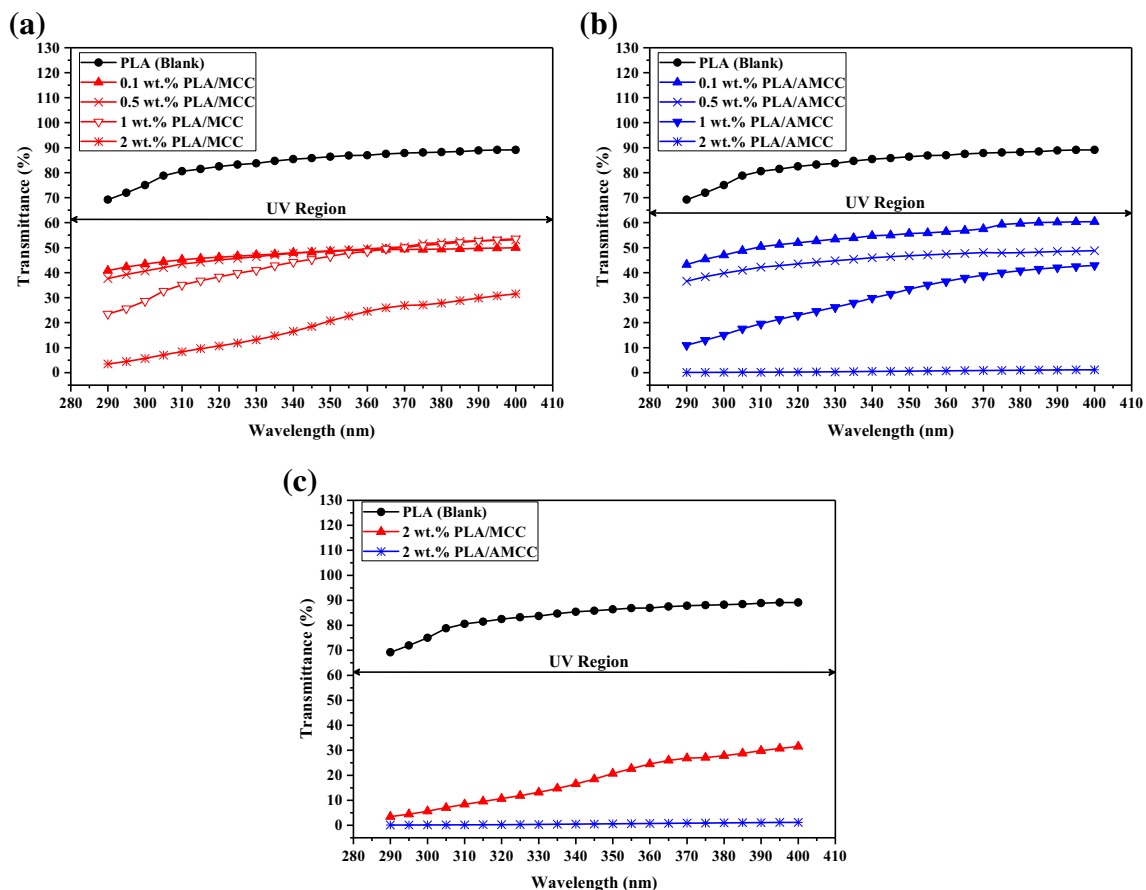 (a)
130
120
110
100
90
80
70
60
50
40
30
20
10
0
Transmittance (%)
PLA (Blank)
0.1 wt.% PLA/MCC
0.5 wt.% PLA/MCC
1 wt.% PLA/MCC
2 wt.% PLA/MCC
UV Region
280 290 300 310 320 330 340 350 360 370 380 390 400 410
Wavelength (nm)
(b)
130
120
110
100
90
80
70
60
50
40
30
20
10
0
Transmittance (%)
PLA (Blank)
0.1 wt.% PLA/AMCC
0.5 wt.% PLA/AMCC
1 wt.% PLA/AMCC
2 wt.% PLA/AMCC
UV Region
280 290 300 310 320 330 340 350 360 370 380 390 400 410
Wavelength (nm)
(c)
130
120
110
100
90
80
70
60
50
40
30
20
10
0
Transmittance (%)
PLA (Blank)
2 wt.% PLA/MCC
2 wt.% PLA/AMCC
UV Region
280 290 300 310 320 330 340 350 360 370 380 390 400 410
Wavelength (nm)